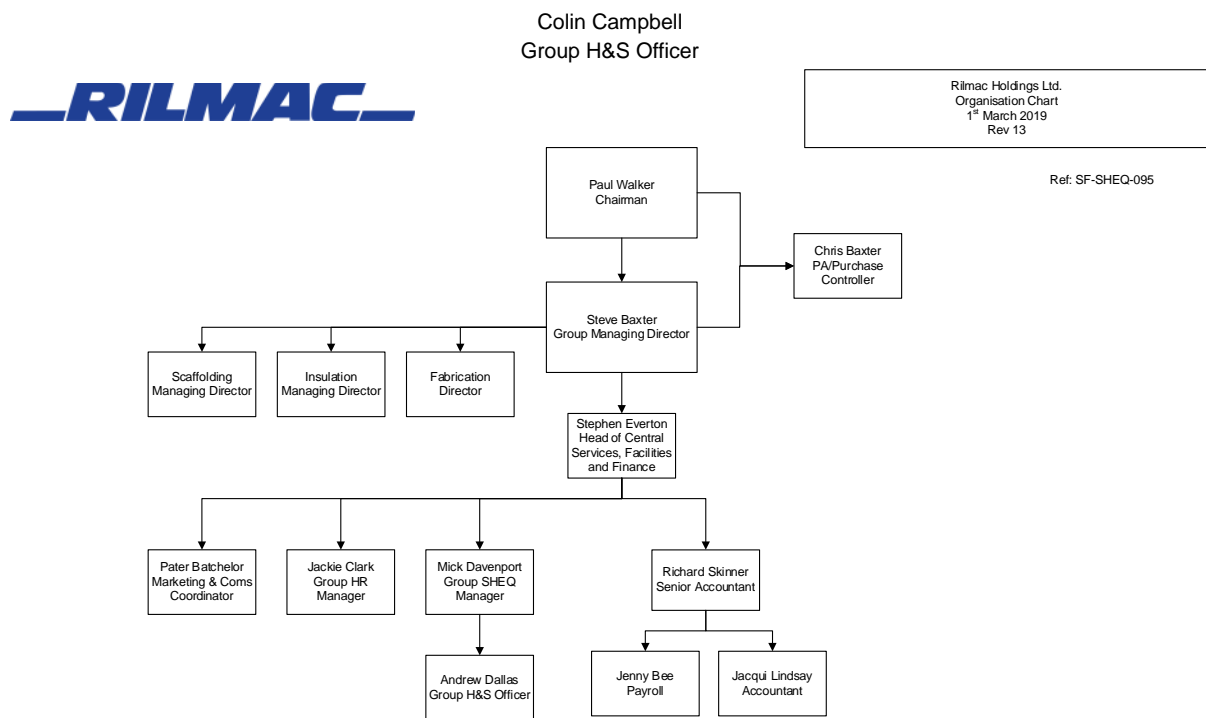 Colin Campbell
Group H&S Officer
RILMAC
Rilmac Holdings Ltd.
Organisation Chart
1st March 2019
Rev 13
Ref: SF-SHEQ-095
Paul Walker
Chairman
Chris Baxter
PA/Purchase
Controller
Steve Baxter
Group Managing Director
Scaffolding
Managing Director
Insulation
Managing Director
Fabrication
Director
Stephen Everton
Head of Central
Services, Facilities
and Finance
Pater Batchelor
Marketing & Coms
Coordinator
Jackie Clark
Group HR
Manager
Mick Davenport
Group SHEQ
Manager
Richard Skinner
Senior Accountant
Andrew Dallas
Group H&S Officer
Jenny Bee
Payroll
Jacqui Lindsay
Accountant